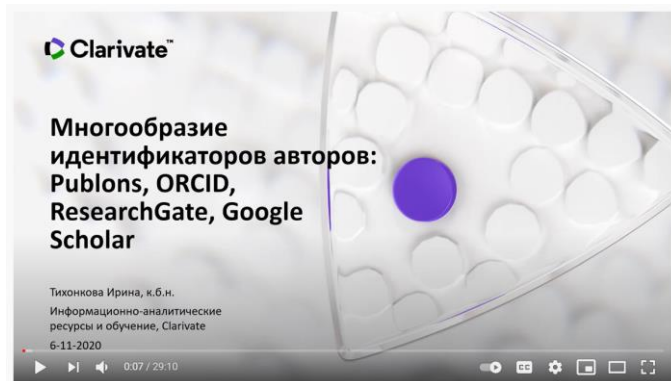 Clarivate™
Многообразие
идентификаторов авторов:
Publons, ORCID,
ResearchGate, Google
Scholar
Тихонкова Ирина, к.б.н.
Информационно-аналитические
ресурсы и обучение, Clarivate
6-11-2020
0:07 / 29:10
CC